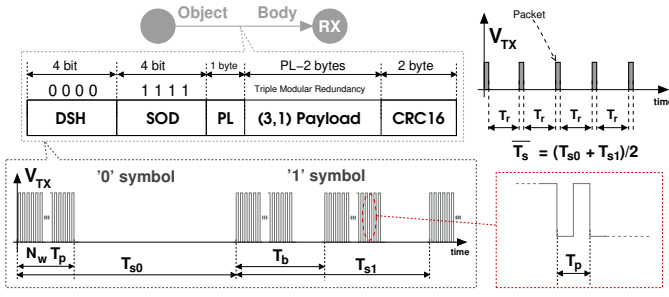 Object Body
RX
4 bit 4 bit 1 byte PL−2 bytes 2 byte
0 0 0 0 1 1 1 1 Triple Modular Redundancy
DSH SOD PL (3,1) Payload CRC16
Packet
V_TX
time
T_r T_r T_r T_r
T_s = (T_s0 + T_s1)/2
V_TX '0' symbol '1' symbol
time
N_w T_p T_b
T_s0 T_s1
T_p